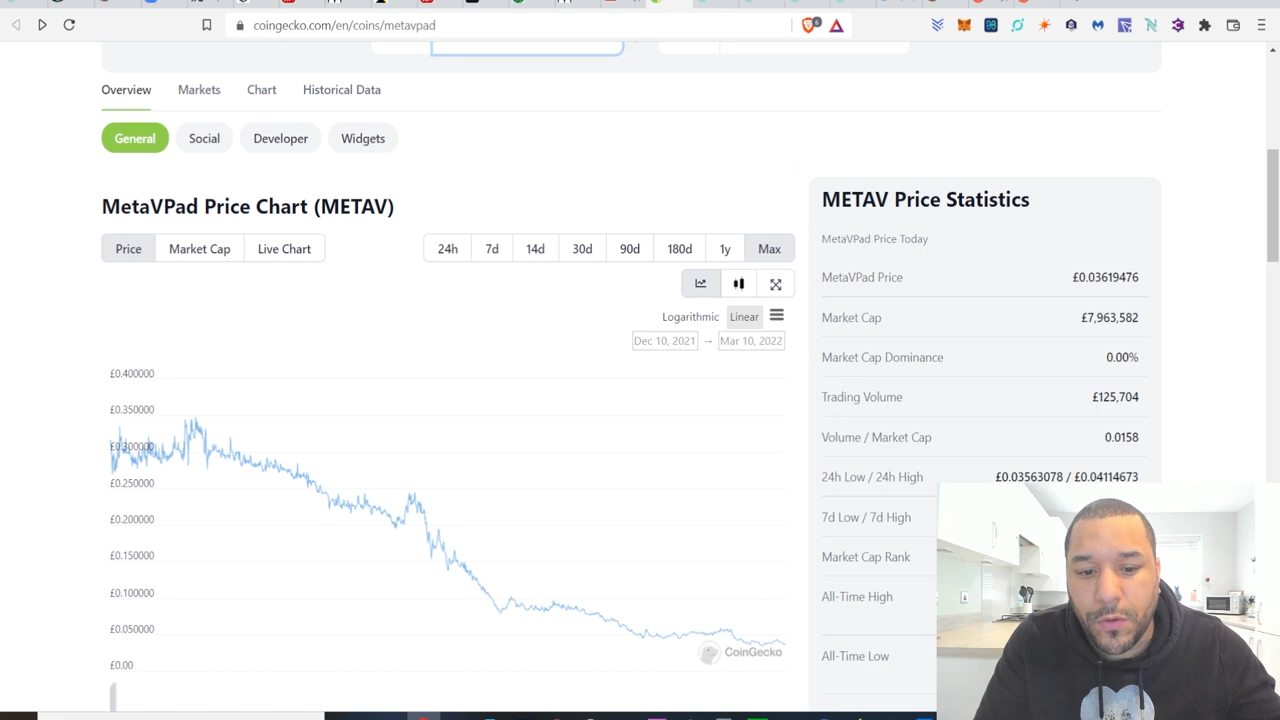 coingecko.com/en/coins/metavpad
6
Overview Markets Chart Historical Data
General Social Developer Widgets
MetaVPad Price Chart (METAV)
Price Market Cap Live Chart
24h 7d 14d 30d 90d 180d 1y Max
Logarithmic Linear
Dec 10, 2021 → Mar 10, 2022
£0.400000
£0.350000
£0.300000
£0.250000
£0.200000
£0.150000
£0.100000
£0.050000
£0.00
CoinGecko
METAV Price Statistics
MetaVPad Price Today
MetaVPad Price £0.03619476
Market Cap £7,963,582
Market Cap Dominance 0.00%
Trading Volume £125,704
Volume / Market Cap 0.0158
24h Low / 24h High £0.03563078 / £0.04114673
7d Low / 7d High
Market Cap Rank
All-Time High
All-Time Low